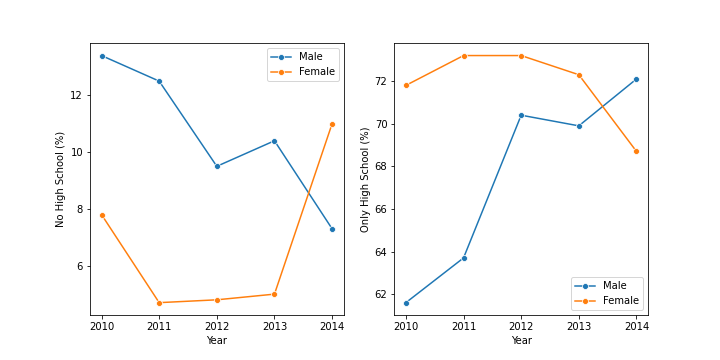 No High School (%)
12
10
8
6
2010 2011 2012 2013 2014
Year
Male
Female
Only High School (%)
72
70
68
66
64
62
2010 2011 2012 2013 2014
Year
Male
Female